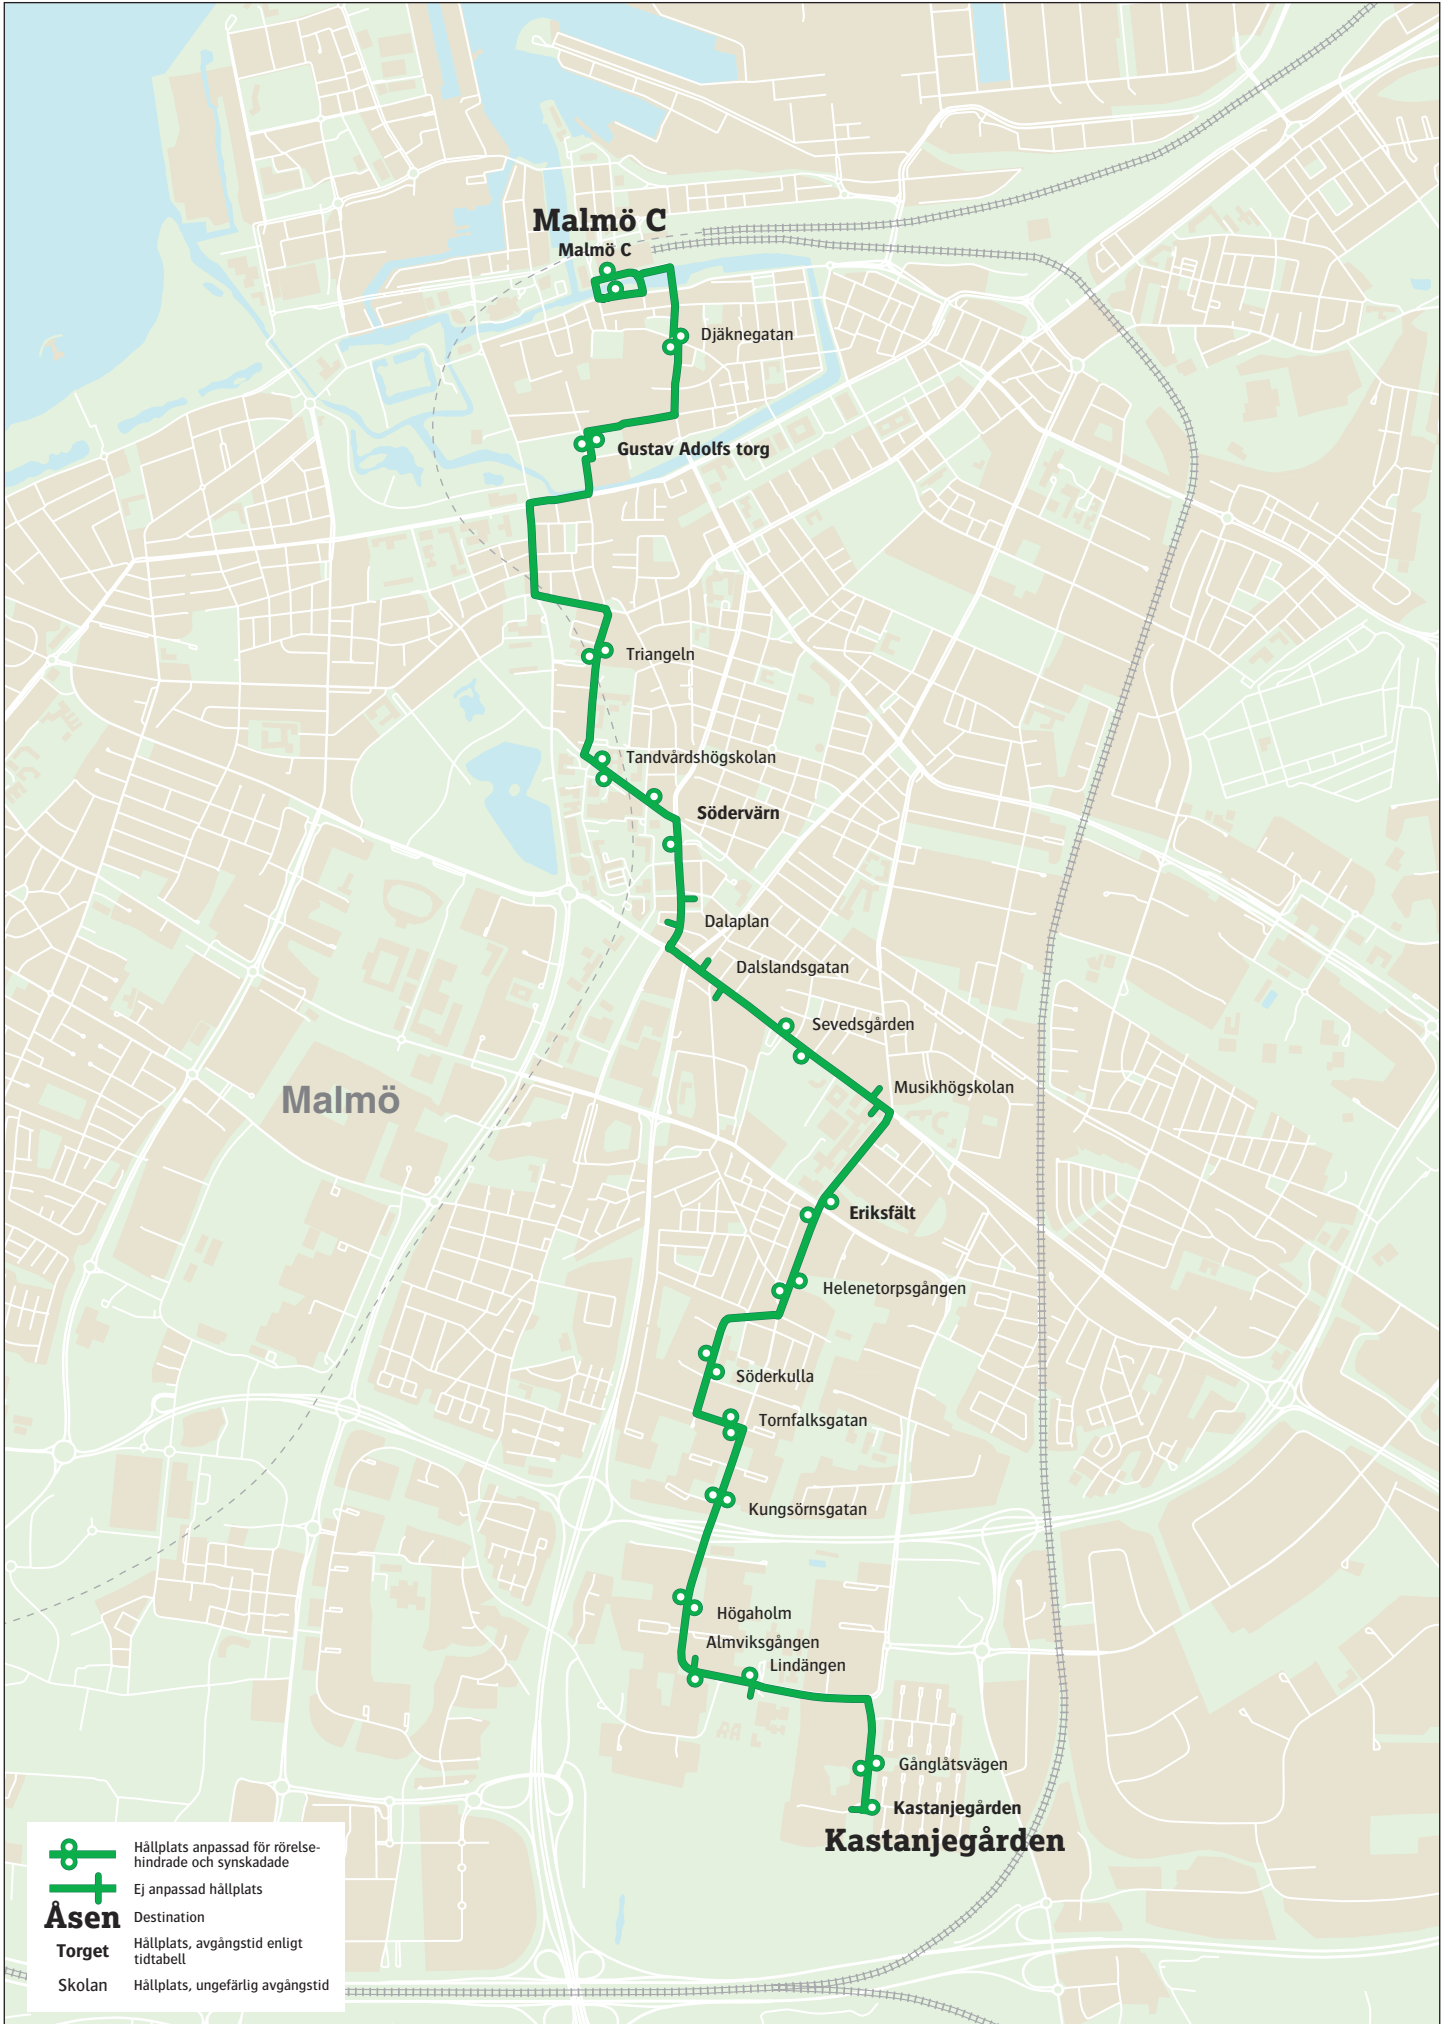 Malmö C
Malmö C
Djäknegatan
Gustav Adolfs torg
Triangeln
Tandvårdshögskolan
Södervärn
Dalaplan
Dalslandsgatan
Sevedsgården
Musikhögskolan
Malmö
Eriksfält
Helenetorpsgången
Söderkulla
Tornfalksgatan
Kungsörnsgatan
Högaholm
Almviksgången
Lindängen
Gånglåtsvägen
Kastanjegården
Kastanjegården
Hållplats anpassad för rörelse-
hindrade och synskadade
Ej anpassad hållplats
Åsen Destination
Torget Hållplats, avgångstid enligt
tidtabell
Skolan Hållplats, ungefärlig avgångstid